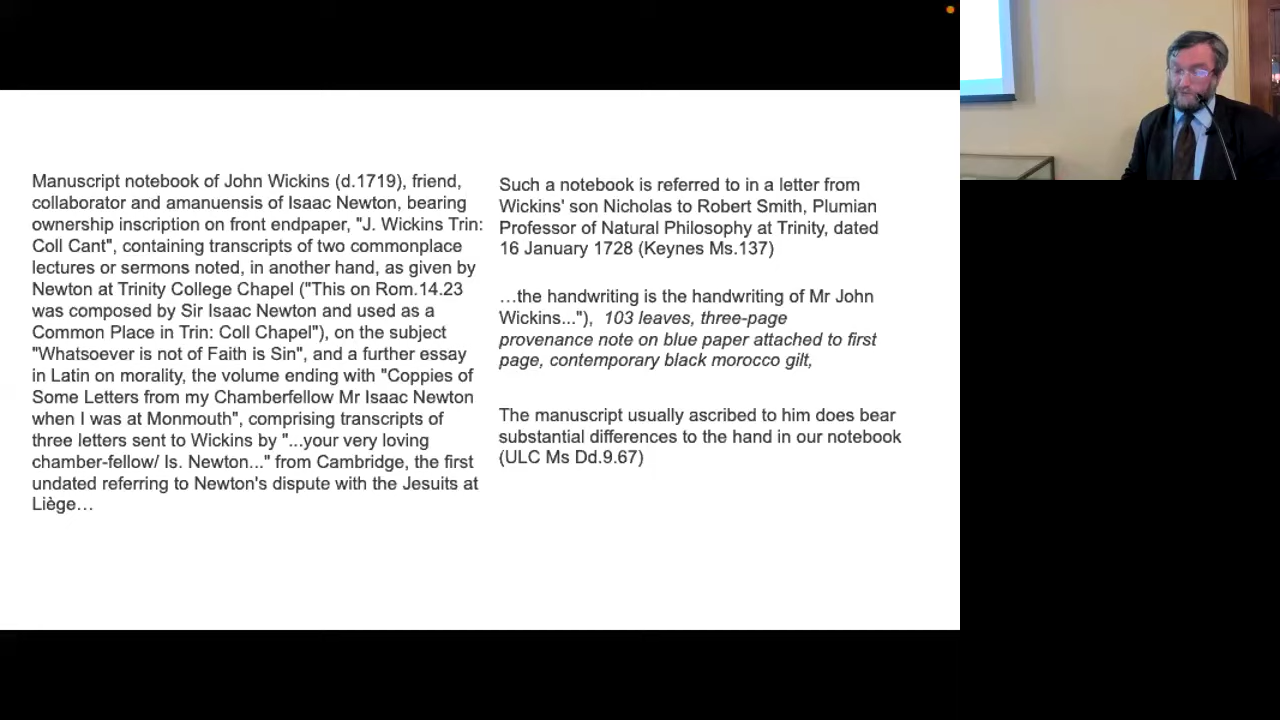 Manuscript notebook of John Wickins (d.1719), friend,
collaborator and amanuensis of Isaac Newton, bearing
ownership inscription on front endpaper, "J. Wickins Trin:
Coll Cant", containing transcripts of two commonplace
lectures or sermons noted, in another hand, as given by
Newton at Trinity College Chapel ("This on Rom.14.23
was composed by Sir Isaac Newton and used as a
Common Place in Trin: Coll Chapel"), on the subject
"Whatsoever is not of Faith is Sin", and a further essay
in Latin on morality, the volume ending with "Coppies of
Some Letters from my Chamberfellow Mr Isaac Newton
when I was at Monmouth", comprising transcripts of
three letters sent to Wickins by "...your very loving
chamber-fellow/ Is. Newton..." from Cambridge, the first
undated referring to Newton's dispute with the Jesuits at
Liège…
Such a notebook is referred to in a letter from
Wickins' son Nicholas to Robert Smith, Plumian
Professor of Natural Philosophy at Trinity, dated
16 January 1728 (Keynes Ms.137)
…the handwriting is the handwriting of Mr John
Wickins..."), 103 leaves, three-page
provenance note on blue paper attached to first
page, contemporary black morocco gilt,
The manuscript usually ascribed to him does bear
substantial differences to the hand in our notebook
(ULC Ms Dd.9.67)